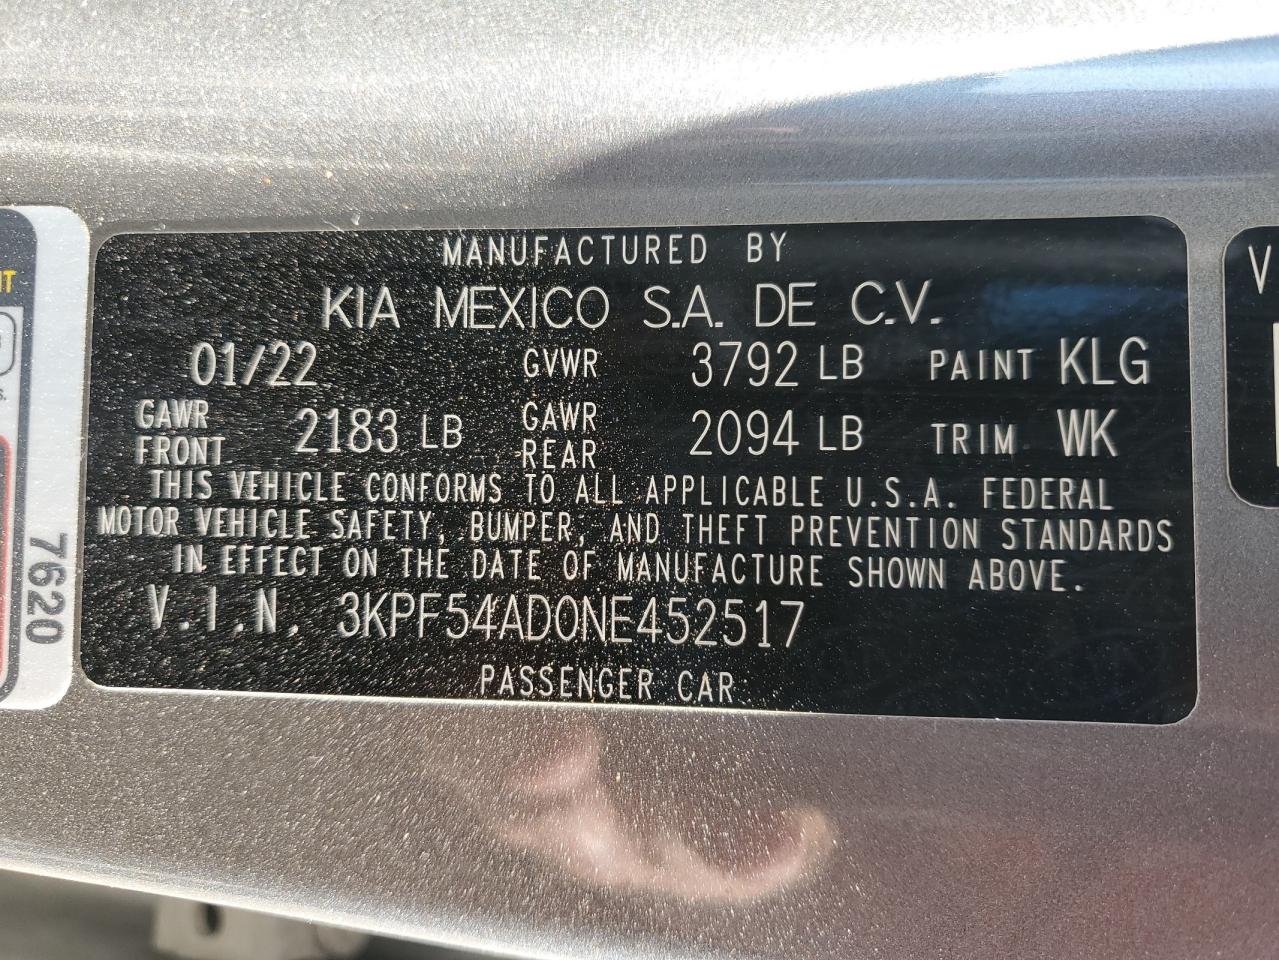 MANUFACTURED BY
KIA MEXICO S.A. DE C.V.
01/22 GVWR 3792 LB PAINT KLG
GAWR FRONT 2183 LB GAWR REAR 2094 LB TRIM WK
THIS VEHICLE CONFORMS TO ALL APPLICABLE U.S.A. FEDERAL
MOTOR VEHICLE SAFETY, BUMPER, AND THEFT PREVENTION STANDARDS
IN EFFECT ON THE DATE OF MANUFACTURE SHOWN ABOVE.
V.I.N. 3KPF54AD0NE452517
PASSENGER CAR
7620